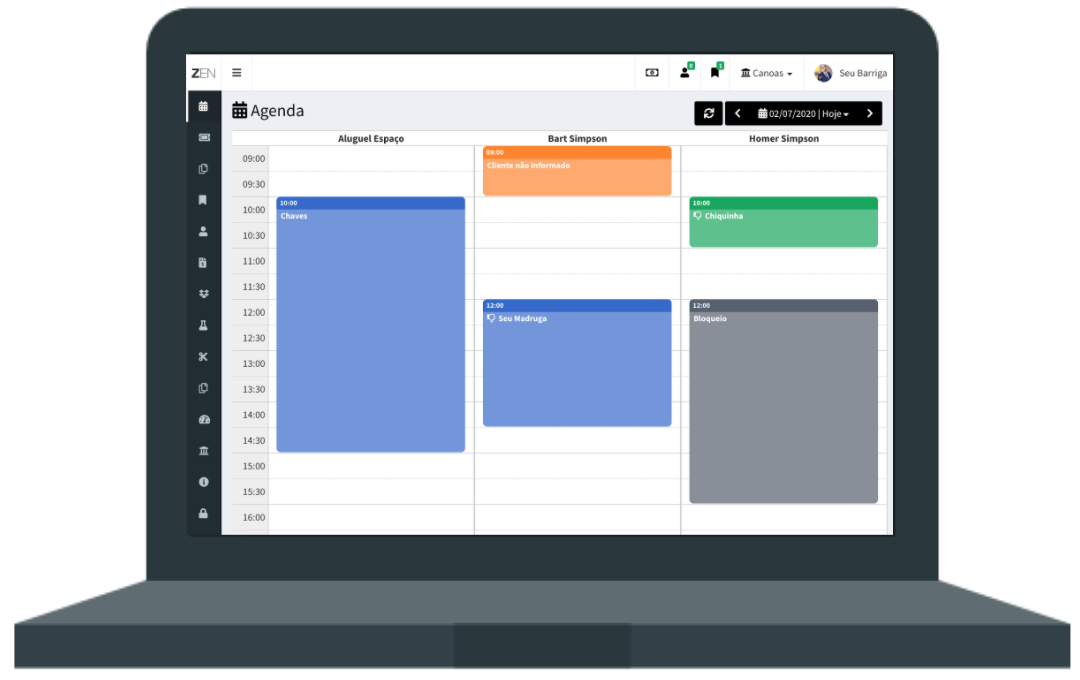 ZEN
8
1
Canoas
Seu Barriga
Agenda
02/07/2020 | Hoje
Aluguel Espaço
Bart Simpson
Homer Simpson
09:00
09:30
10:00
10:30
11:00
11:30
12:00
12:30
13:00
13:30
14:00
14:30
15:00
15:30
16:00
10:00
Chaves
09:00
Cliente não informado
12:00
Seu Madruga
10:00
Chiquinha
12:00
Bloqueio